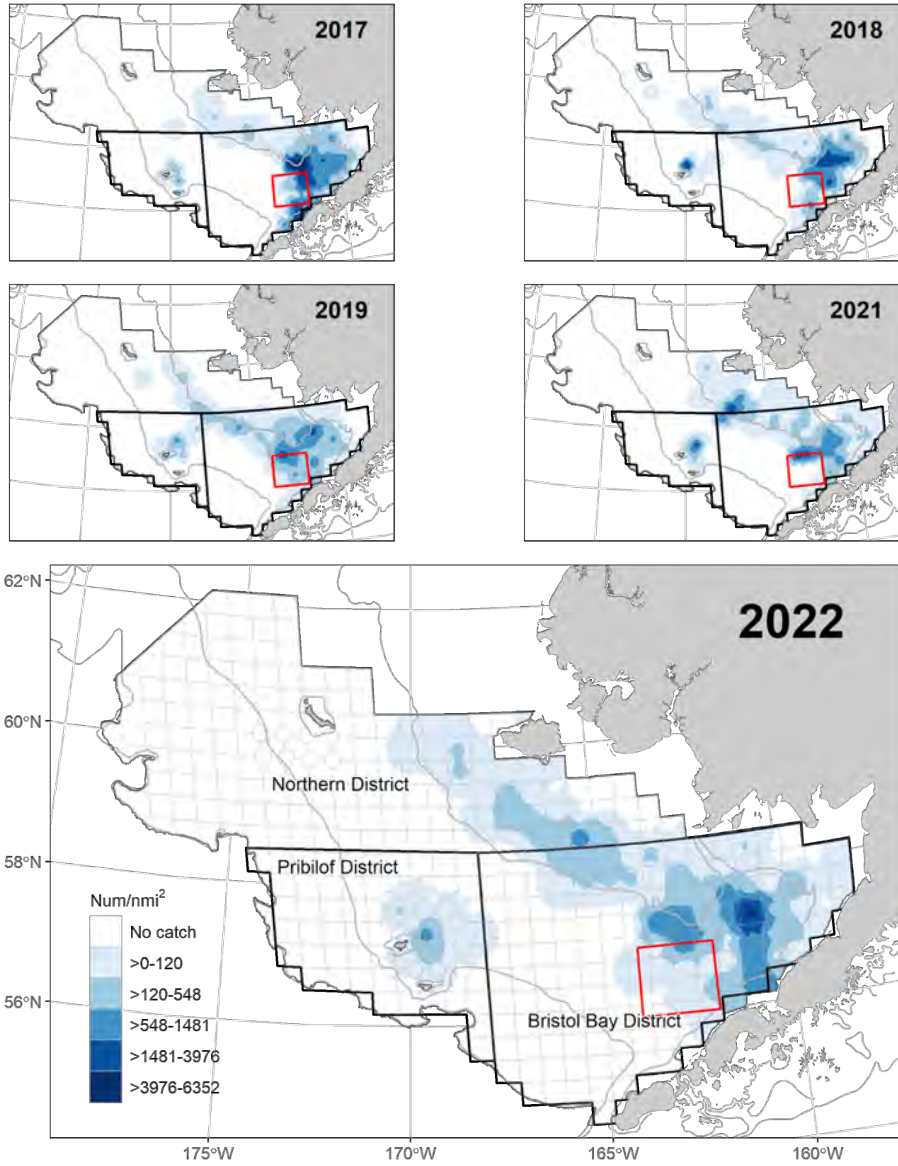 2017
2018
2019
2021
2022
62°N
60°N
58°N
56°N
Northern District
Pribilof District
Bristol Bay District
Num/nmi²
No catch
>0-120
>120-548
>548-1481
>1481-3976
>3976-6352
175°W
170°W
165°W
160°W